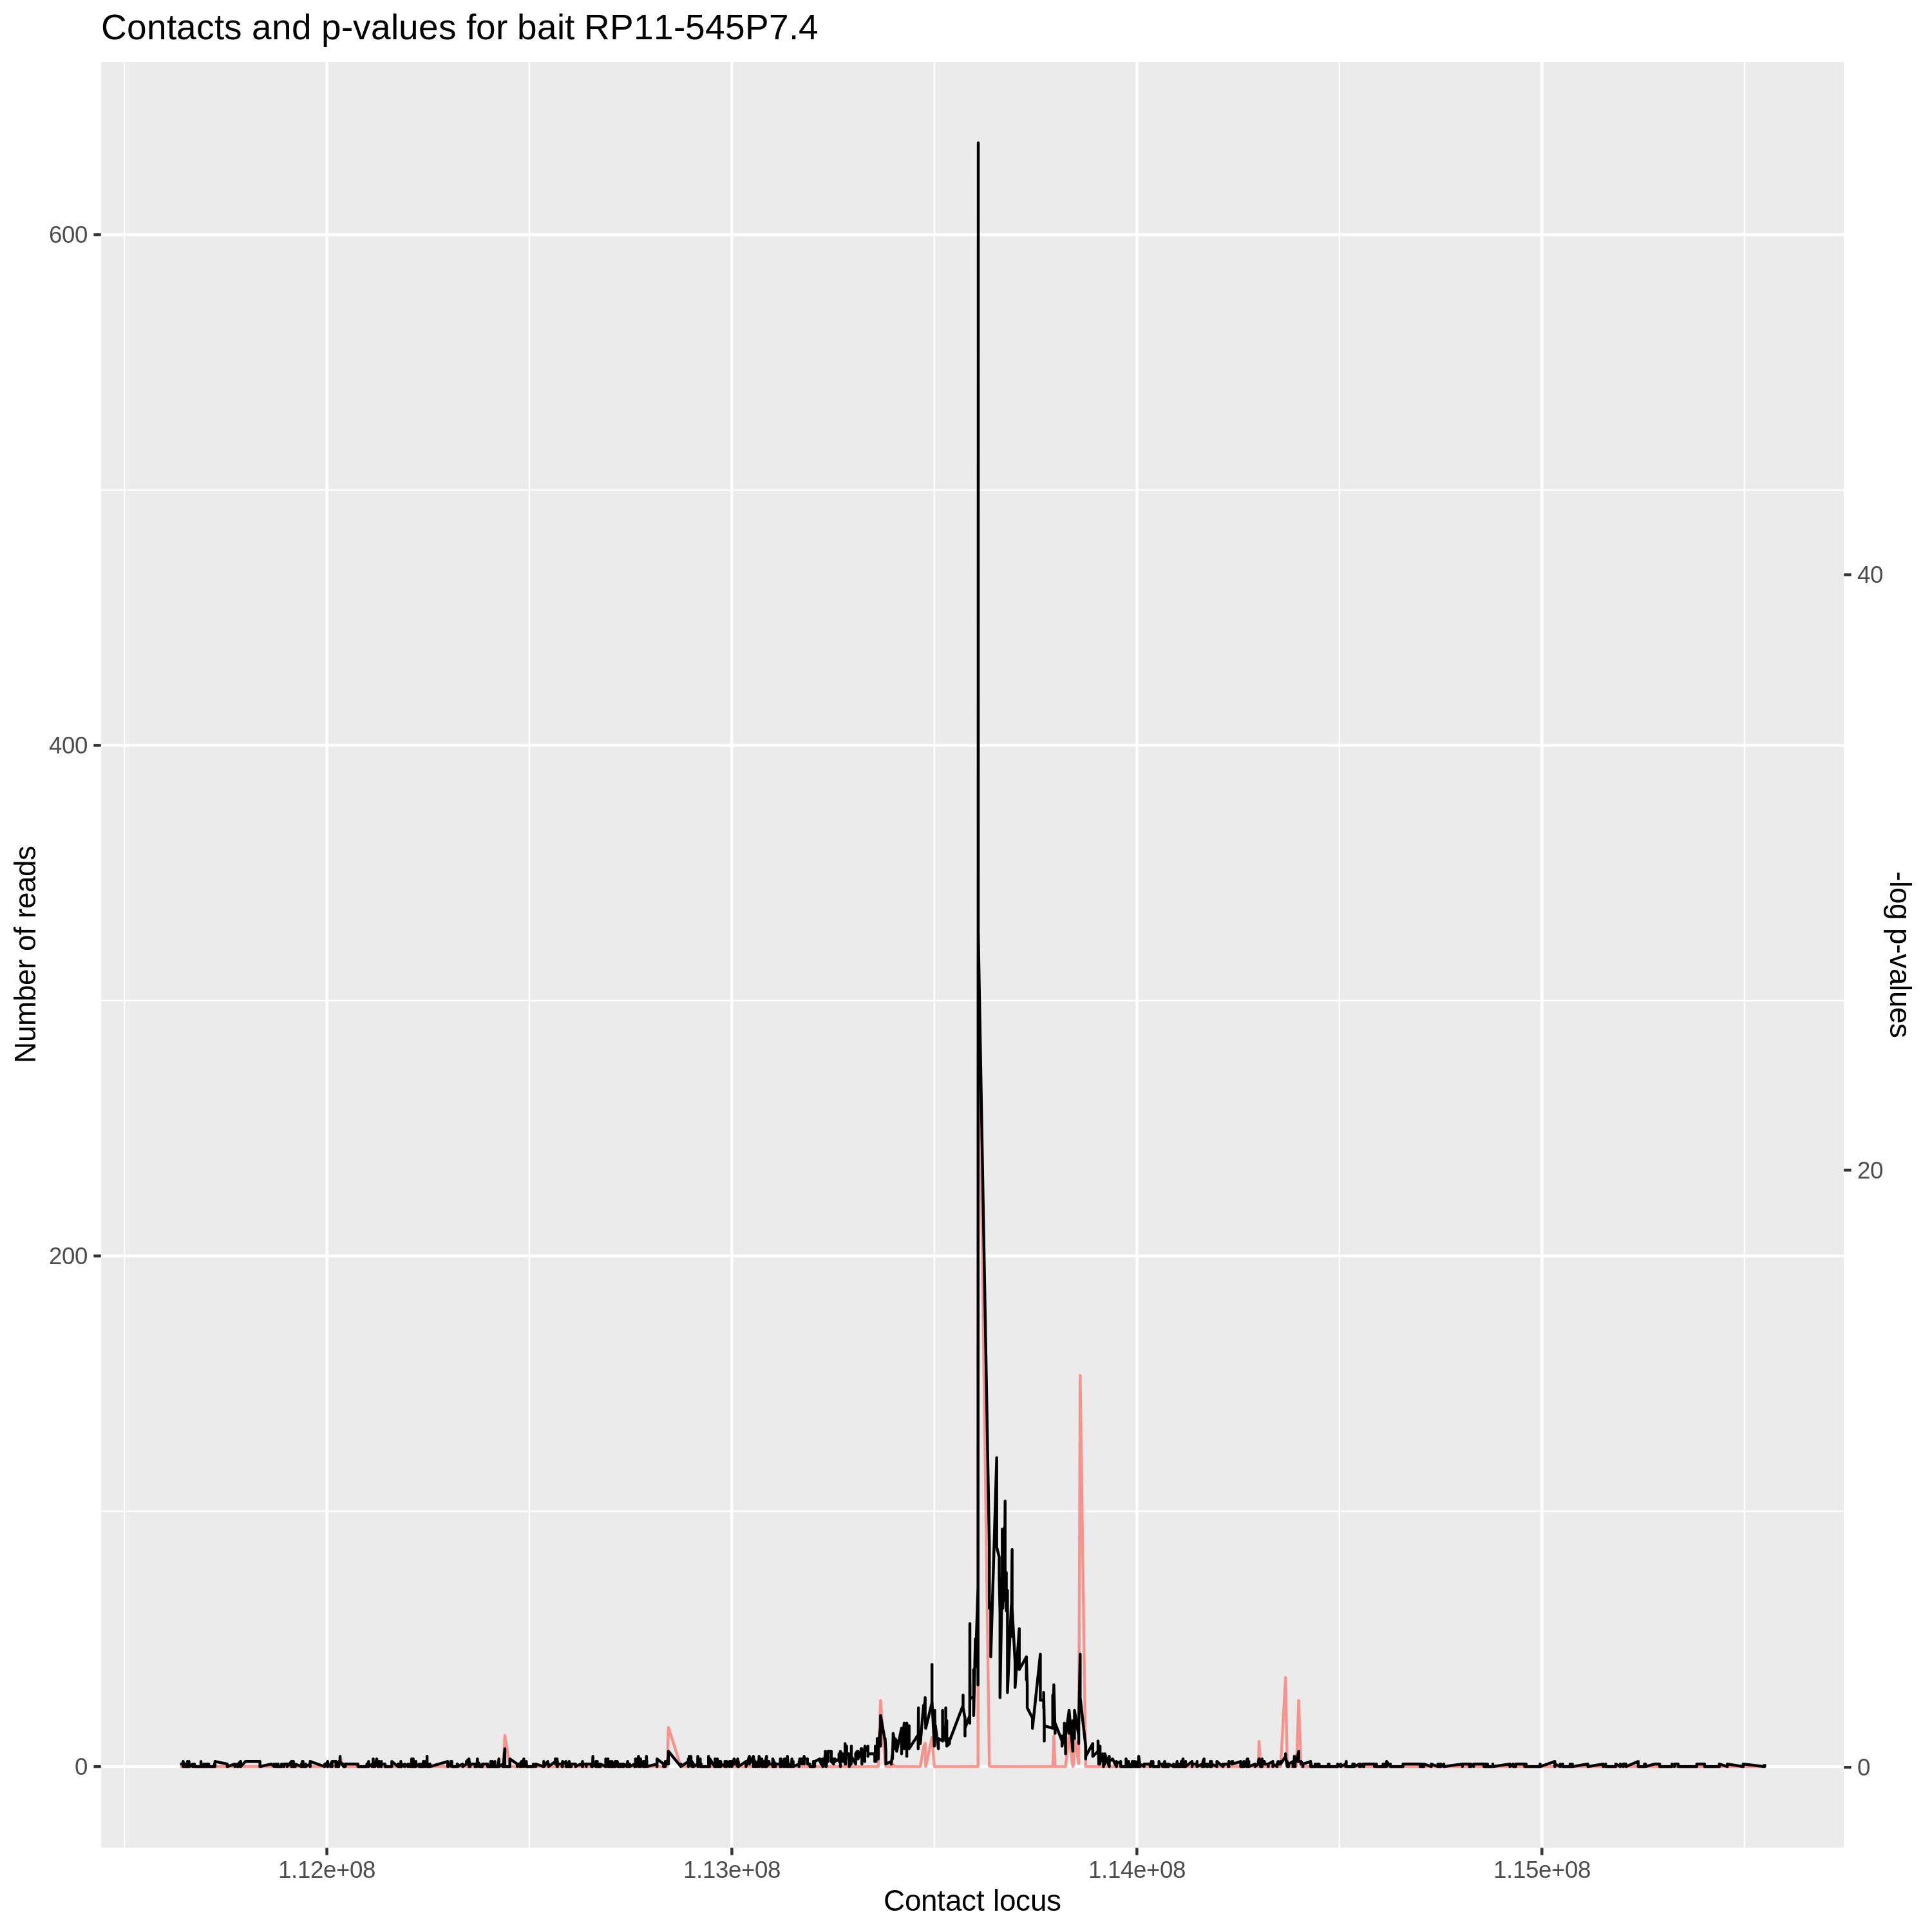 Contacts and p-values for bait RP11-545P7.4
600
400
200
0
Number of reads
40
20
0
-log p-values
1.12e+08
1.13e+08
1.14e+08
1.15e+08
Contact locus